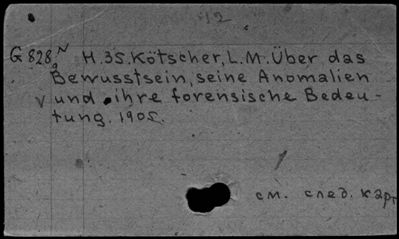 12
G 828 N H. 35. Kötscher, L. M. Über das
Bewusstsein, seine Anomalien
v und ihre forensische Bedeu-
tung. 1905.
см. след. карт